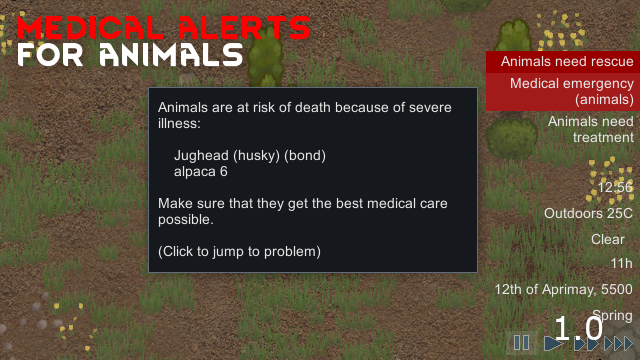 MEDICAL ALERTS
FOR ANIMALS
Animals need rescue
Medical emergency
(animals)
Animals need
treatment
Animals are at risk of death because of severe
illness:
Jughead (husky) (bond)
alpaca 6
Make sure that they get the best medical care
possible.
(Click to jump to problem)
12:56
Outdoors 25C
Clear
11h
12th of Aprimay, 5500
Spring
1.0